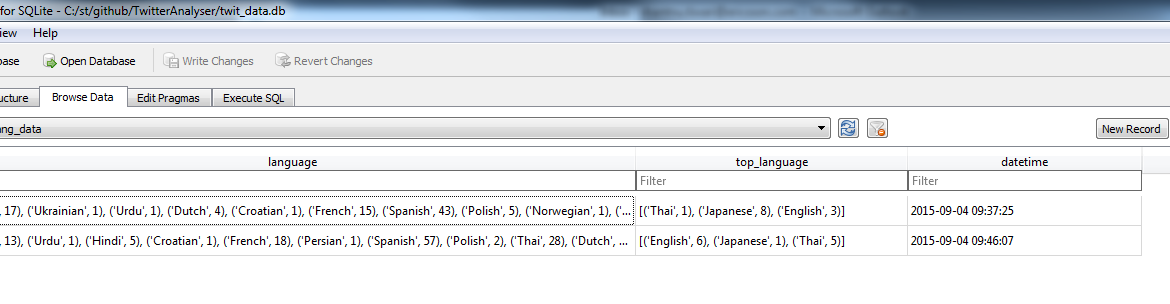 for SQLite - C:/st/github/TwitterAnalyser/twit_data.db
iew Help
base Open Database Write Changes Revert Changes
ucture Browse Data Edit Pragmas Execute SQL
ang_data New Record
language top_language datetime
Filter Filter
, 17), ('Ukrainian', 1), ('Urdu', 1), ('Dutch', 4), ('Croatian', 1), ('French', 15), ('Spanish', 43), ('Polish', 5), ('Norwegian', 1), ('... [('Thai', 1), ('Japanese', 8), ('English', 3)] 2015-09-04 09:37:25
13), ('Urdu', 1), ('Hindi', 5), ('Croatian', 1), ('French', 18), ('Persian', 1), ('Spanish', 57), ('Polish', 2), ('Thai', 28), ('Dutch', ... [('English', 6), ('Japanese', 1), ('Thai', 5)] 2015-09-04 09:46:07